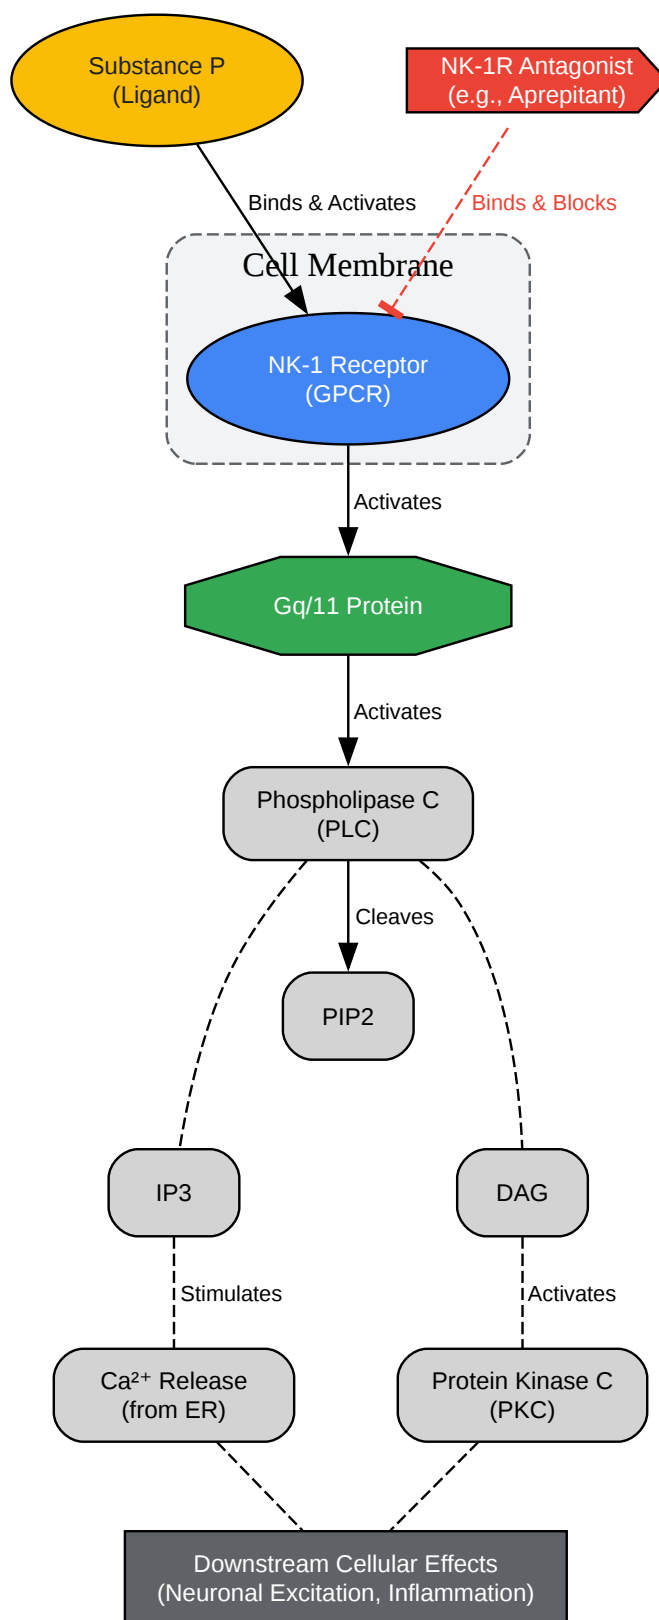 Substance P
(Ligand)
NK-1R Antagonist
(e.g., Aprepitant)
Binds & Activates
Binds & Blocks
Cell Membrane
NK-1 Receptor
(GPCR)
Activates
Gq/11 Protein
Activates
Phospholipase C
(PLC)
Cleaves
PIP2
IP3
DAG
Stimulates
Activates
Ca²⁺ Release
(from ER)
Protein Kinase C
(PKC)
Downstream Cellular Effects
(Neuronal Excitation, Inflammation)